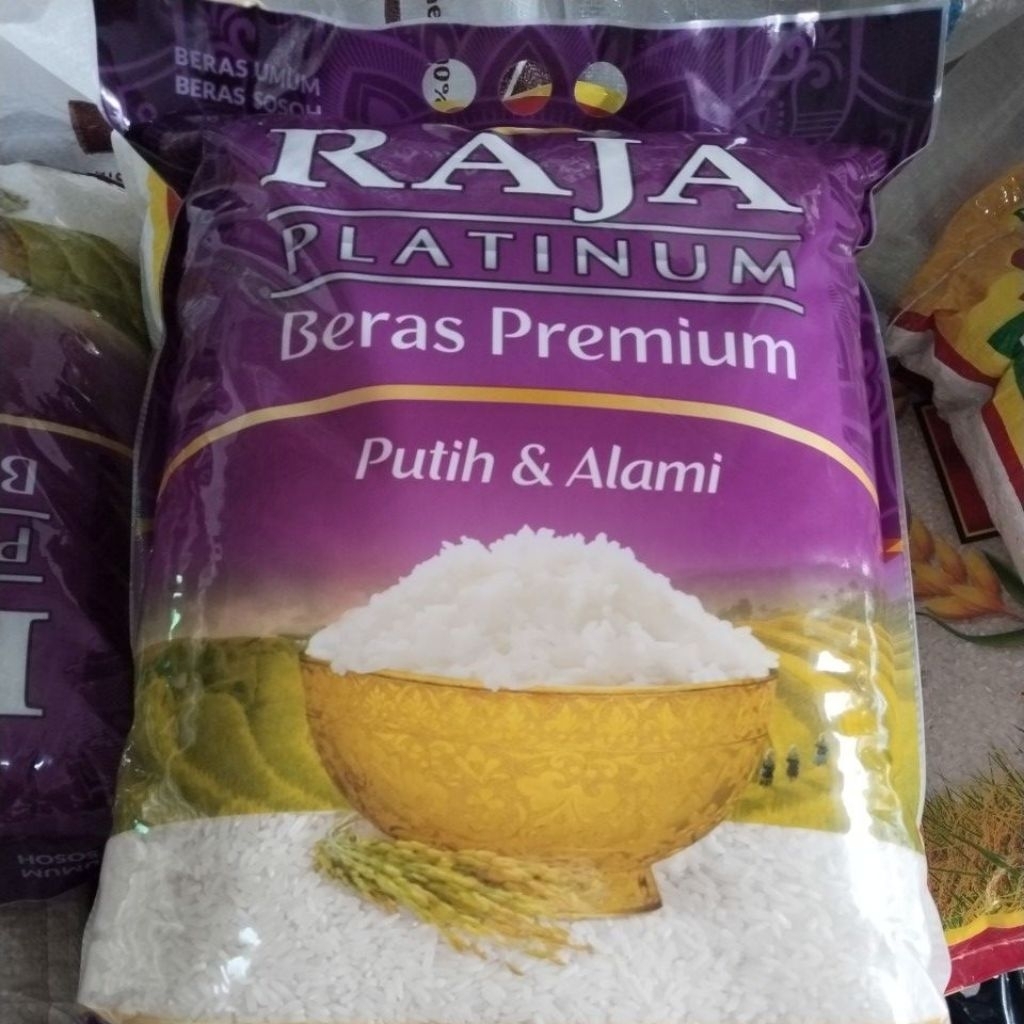 BERAS UMUM
BERAS SOSOH
RAJA
PLATINUM
Beras Premium
Putih & Alami